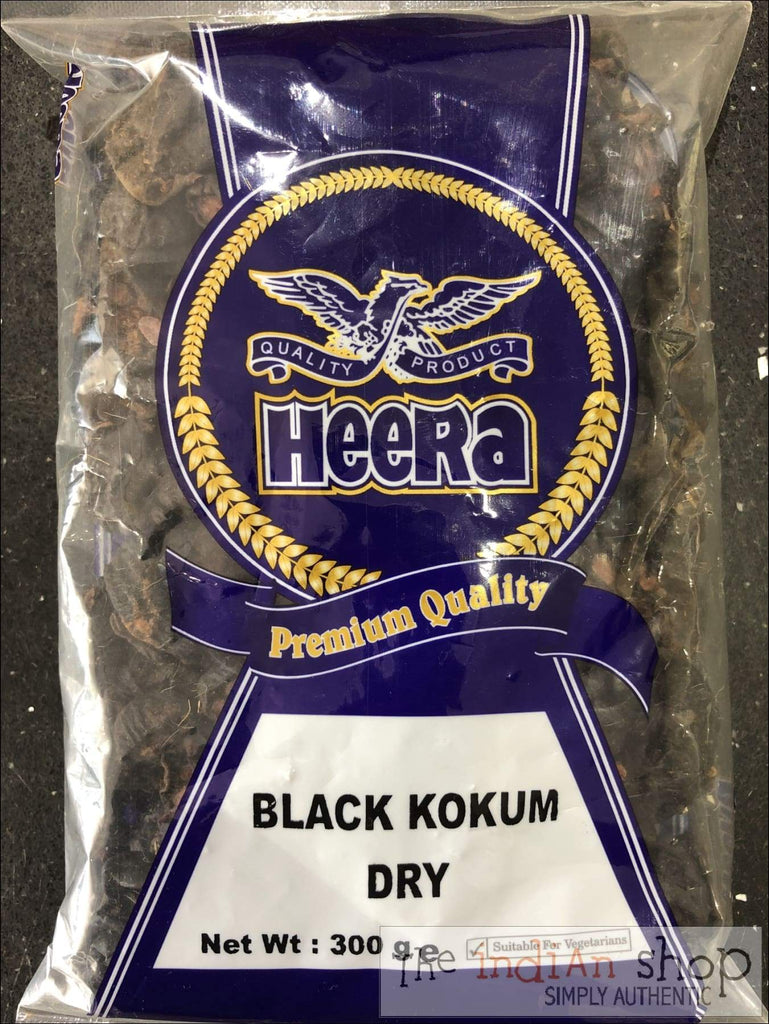 QUALITY PRODUCT
HEERa
Premium Quality
BLACK KOKUM
DRY
Net Wt : 300 g e
Suitable For Vegetarians
The indiAn shop
SIMPLY AUTHENTIC